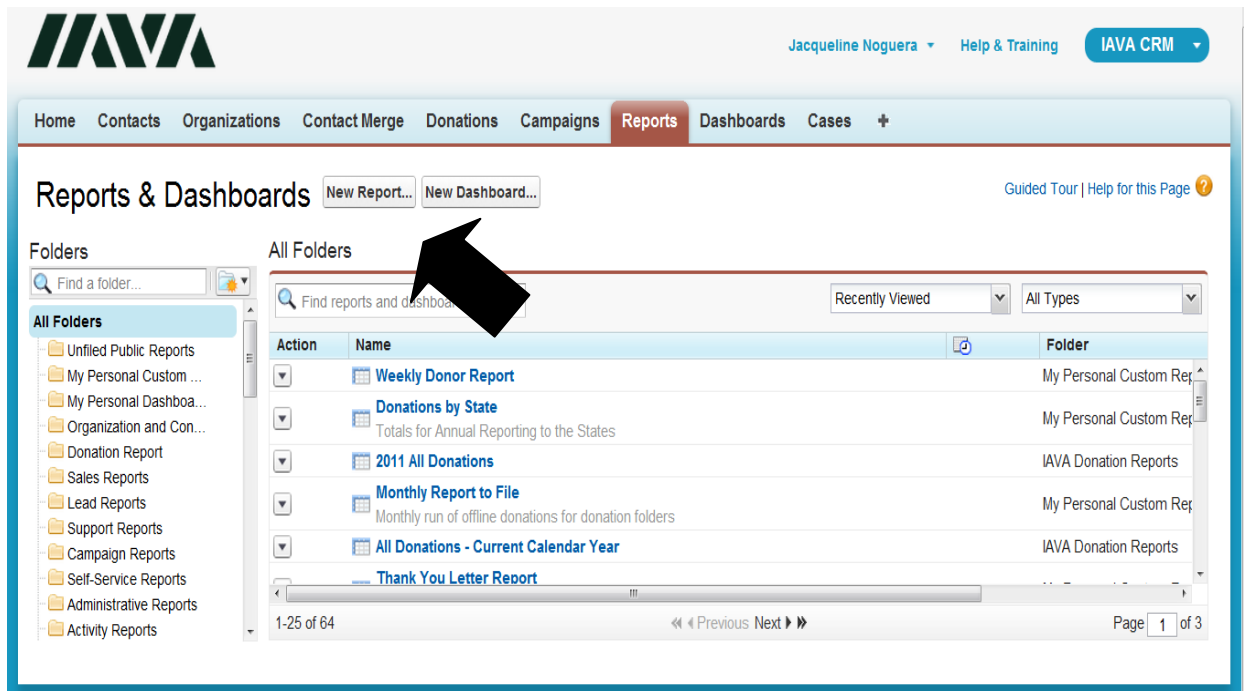 IAVA
Jacqueline Noguera Help & Training IAVA CRM
Home Contacts Organizations Contact Merge Donations Campaigns Reports Dashboards Cases +
Reports & Dashboards New Report... New Dashboard... Guided Tour | Help for this Page ?
Folders All Folders
Find a folder... Find reports and Recently Viewed All Types
All Folders
Action Name Folder
Unfiled Public Reports
My Personal Custom ...
My Personal Dashboa...
Organization and Con...
Donation Report
Sales Reports
Lead Reports
Support Reports
Campaign Reports
Self-Service Reports
Administrative Reports
Activity Reports
Weekly Donor Report My Personal Custom Rep
Donations by State My Personal Custom Rep
Totals for Annual Reporting to the States
2011 All Donations IAVA Donation Reports
Monthly Report to File My Personal Custom Rep
Monthly run of offline donations for donation folders
All Donations - Current Calendar Year IAVA Donation Reports
Thank You Letter Report
1-25 of 64 Previous Next Page 1 of 3